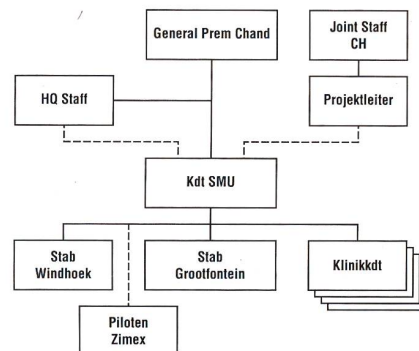 General Prem Chand
Joint Staff
CH
HQ Staff
Projektleiter
Kdt SMU
Stab
Windhoek
Stab
Grootfontein
Klinikkdt
Piloten
Zimex